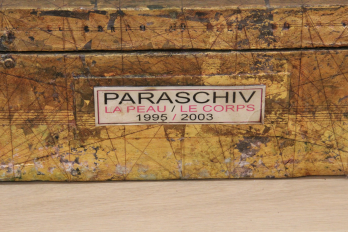 PARASCHIV
LA PEAU / LE CORPS
1995 / 2003